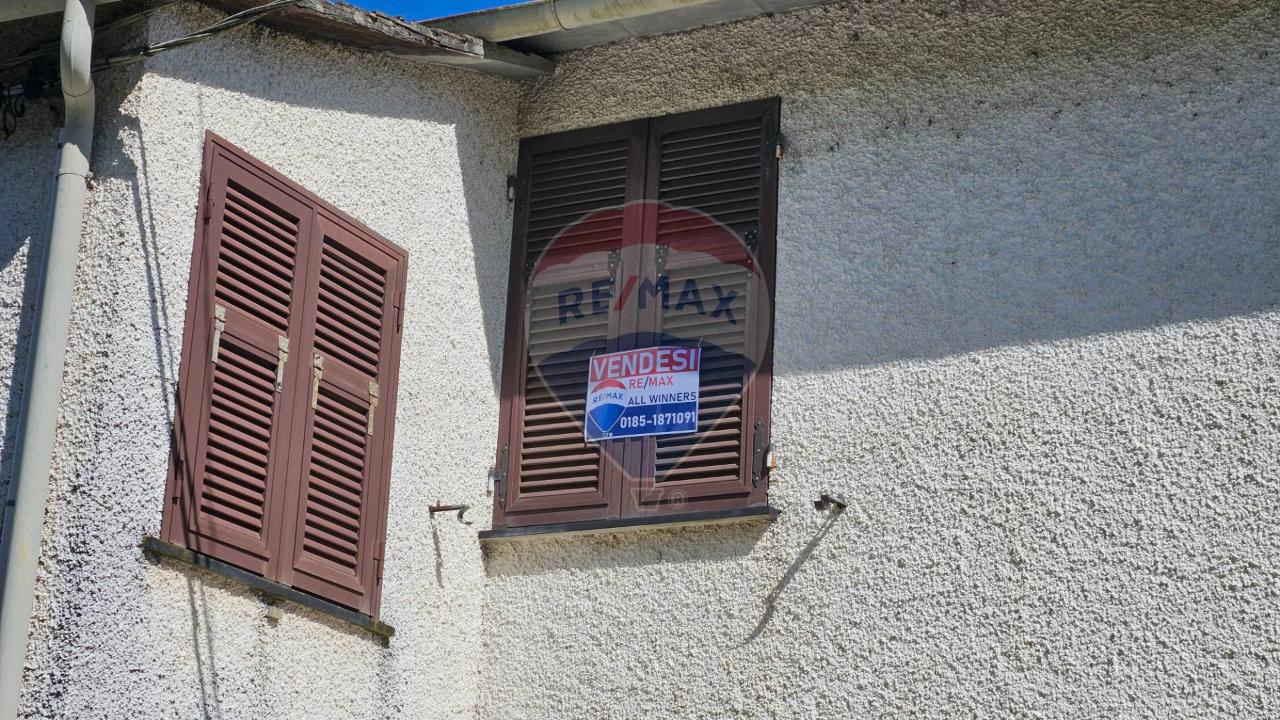 RE/MAX
VENDESI
RE/MAX
RE/MAX
ALL WINNERS
0185-1871091
®